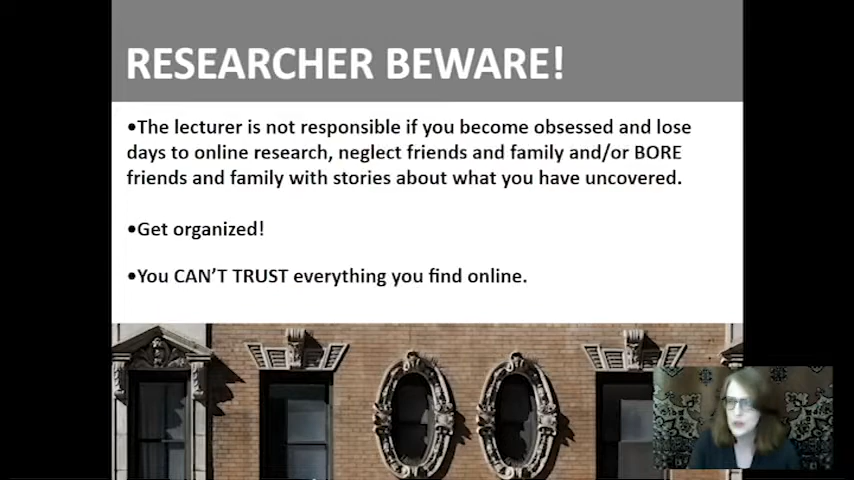 RESEARCHER BEWARE!
•The lecturer is not responsible if you become obsessed and lose
days to online research, neglect friends and family and/or BORE
friends and family with stories about what you have uncovered.
•Get organized!
•You CAN’T TRUST everything you find online.